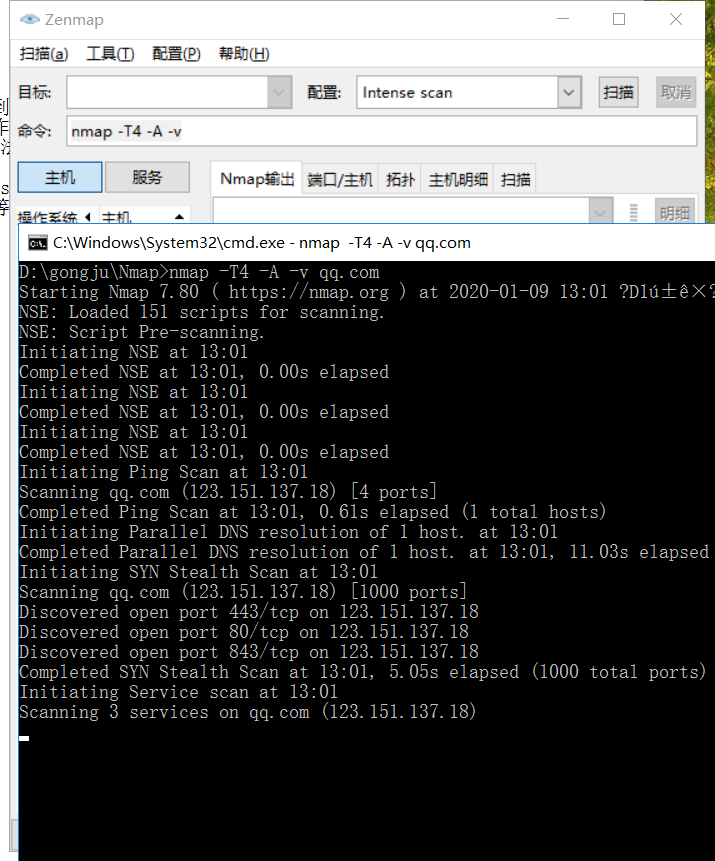 Zenmap
扫描(a) 工具(T) 配置(P) 帮助(H)
目标: 配置: Intense scan 扫描 取消
命令: nmap -T4 -A -v
主机 服务 Nmap输出 端口/主机 拓扑 主机明细 扫描
操作系统 主机 明细
C:\Windows\System32\cmd.exe - nmap -T4 -A -v qq.com
D:\gongju\Nmap>nmap -T4 -A -v qq.com
Starting Nmap 7.80 ( https://nmap.org ) at 2020-01-09 13:01 ?D1ú±ê×?
NSE: Loaded 151 scripts for scanning.
NSE: Script Pre-scanning.
Initiating NSE at 13:01
Completed NSE at 13:01, 0.00s elapsed
Initiating NSE at 13:01
Completed NSE at 13:01, 0.00s elapsed
Initiating NSE at 13:01
Completed NSE at 13:01, 0.00s elapsed
Initiating Ping Scan at 13:01
Scanning qq.com (123.151.137.18) [4 ports]
Completed Ping Scan at 13:01, 0.61s elapsed (1 total hosts)
Initiating Parallel DNS resolution of 1 host. at 13:01
Completed Parallel DNS resolution of 1 host. at 13:01, 11.03s elapsed
Initiating SYN Stealth Scan at 13:01
Scanning qq.com (123.151.137.18) [1000 ports]
Discovered open port 443/tcp on 123.151.137.18
Discovered open port 80/tcp on 123.151.137.18
Discovered open port 843/tcp on 123.151.137.18
Completed SYN Stealth Scan at 13:01, 5.05s elapsed (1000 total ports)
Initiating Service scan at 13:01
Scanning 3 services on qq.com (123.151.137.18)